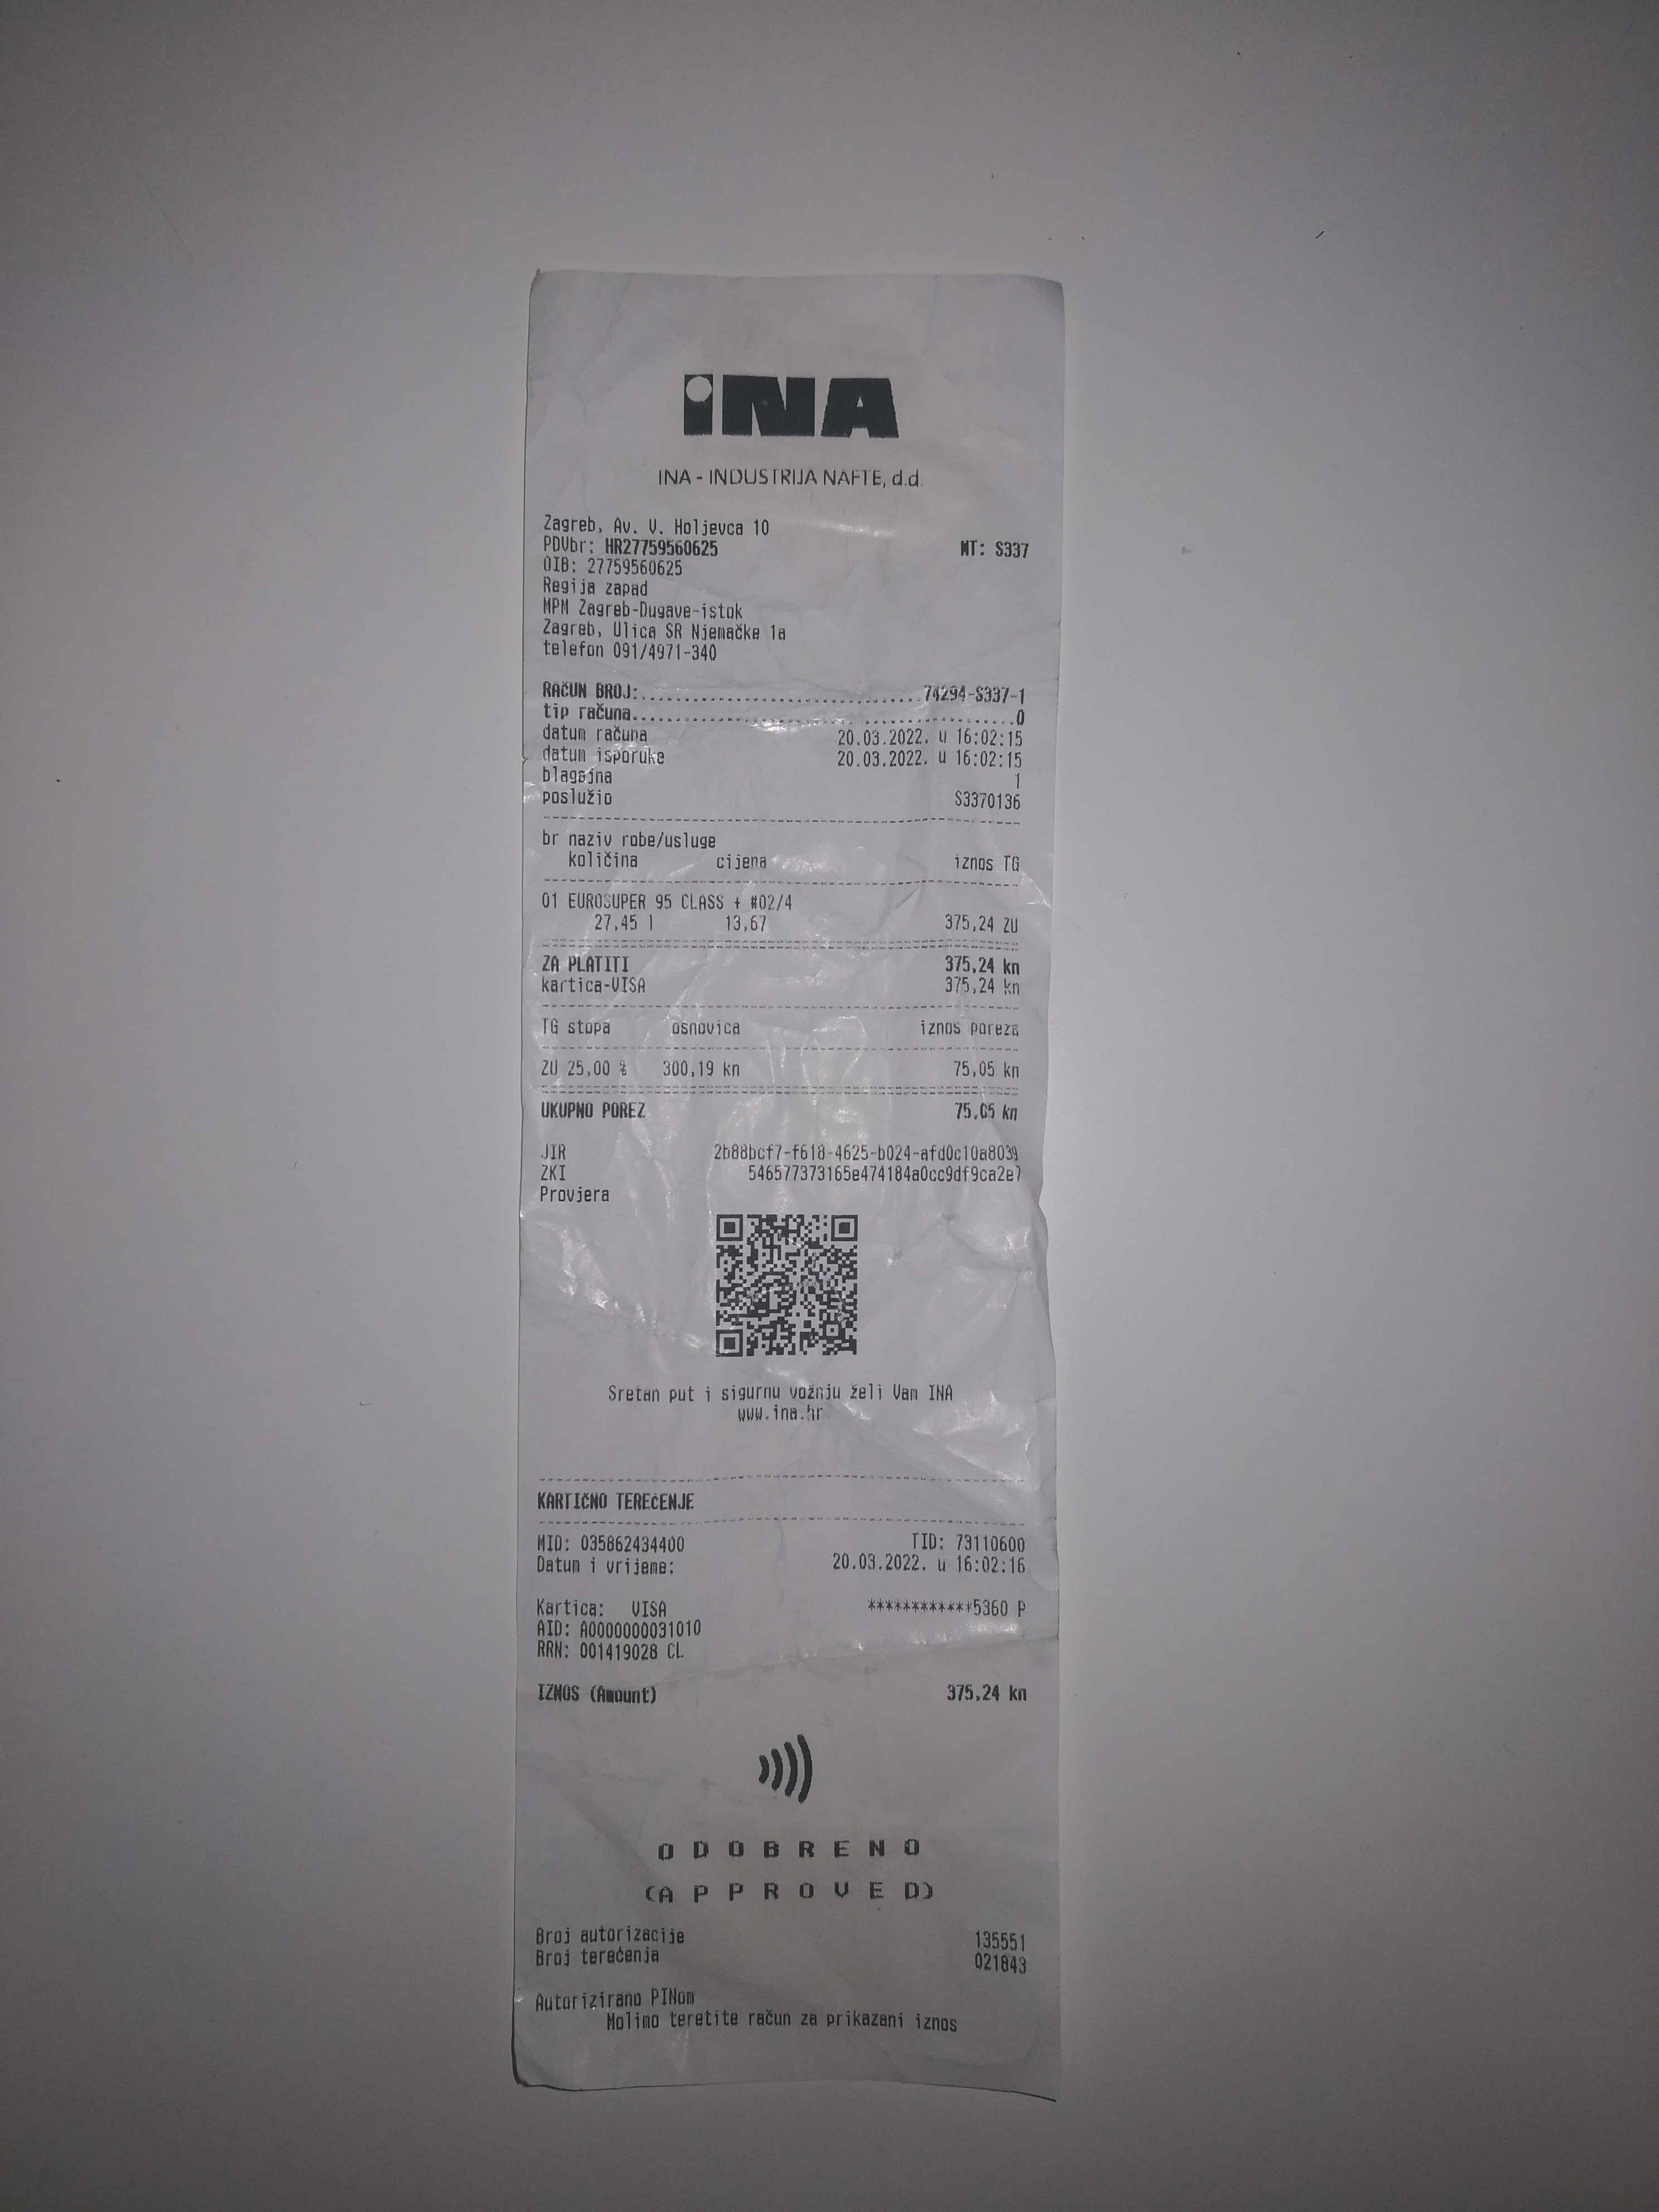 iNA
INA - INDUSTRIJA NAFTE, d.d.
Zagreb, Av. V. Holjevca 10
PDVbr: HR27759560625 MT: S337
OIB: 27759560625
Regija zapad
MPM Zagreb-Dugave-istok
Zagreb, Ulica SR Njemačke 1a
telefon 091/4971-340
RAČUN BROJ:................................74294-S337-1
tip računa............................................0
datum računa 20.03.2022. u 16:02:15
datum isporuke 20.03.2022. u 16:02:15
blagajna 1
poslužio S3370136
br naziv robe/usluge
količina cijena iznos TG
01 EUROSUPER 95 CLASS + #02/4
27,45 l 13,67 375,24 ZU
ZA PLATITI 375,24 kn
kartica-VISA 375,24 kn
TG stopa osnovica iznos poreza
ZU 25,00 % 300,19 kn 75,05 kn
UKUPNO POREZ 75,05 kn
JIR 2b88bcf7-f618-4625-b024-afd0c10a8039
ZKI 546577373165e474184a0cc9df9ca2e7
Provjera
Sretan put i sigurnu vožnju želi Vam INA
www.ina.hr
KARTIČNO TEREĆENJE
MID: 035862434400 TID: 73110600
Datum i vrijeme: 20.03.2022. u 16:02:16
Kartica: VISA ************5360 P
AID: A0000000031010
RRN: 001419028 CL
IZNOS (Amount) 375,24 kn
O D O B R E N O
(A P P R O V E D)
Broj autorizacije 135551
Broj terećenja 021843
Autorizirano PINom
Molimo teretite račun za prikazani iznos